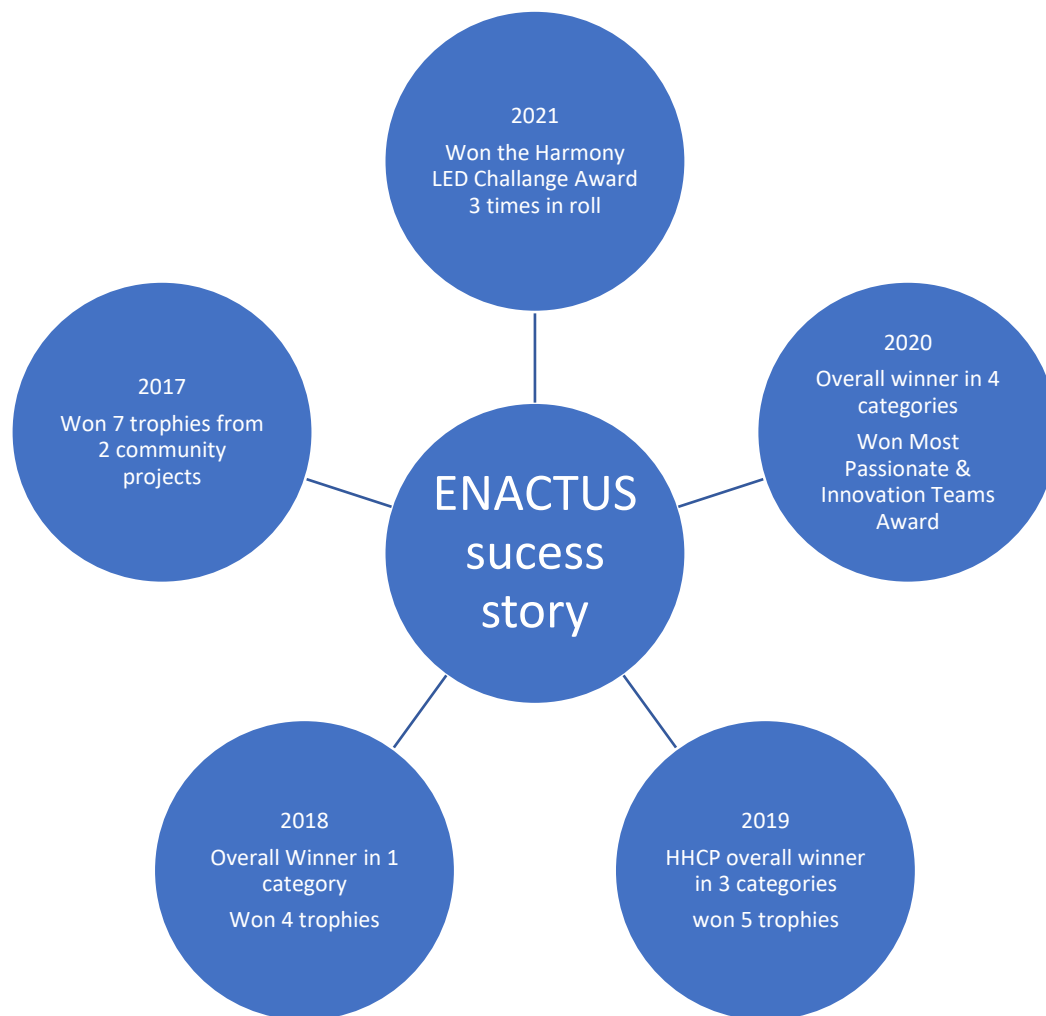 2021
Won the Harmony
LED Challange Award
3 times in roll
2020
Overall winner in 4
categories
Won Most
Passionate &
Innovation Teams
Award
2017
Won 7 trophies from
2 community
projects
ENACTUS
sucess
story
2018
Overall Winner in 1
category
Won 4 trophies
2019
HHCP overall winner
in 3 categories
won 5 trophies